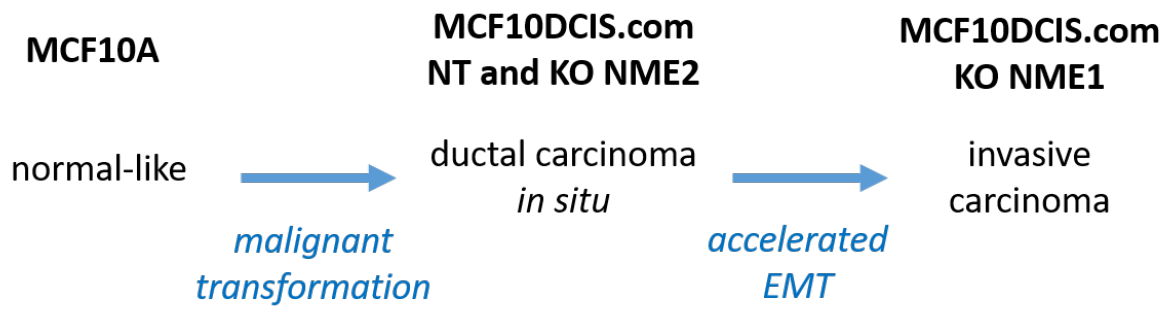 MCF10A
normal-like
malignant
transformation
MCF10DCIS.com
NT and KO NME2
ductal carcinoma
in situ
accelerated
EMT
MCF10DCIS.com
KO NME1
invasive
carcinoma